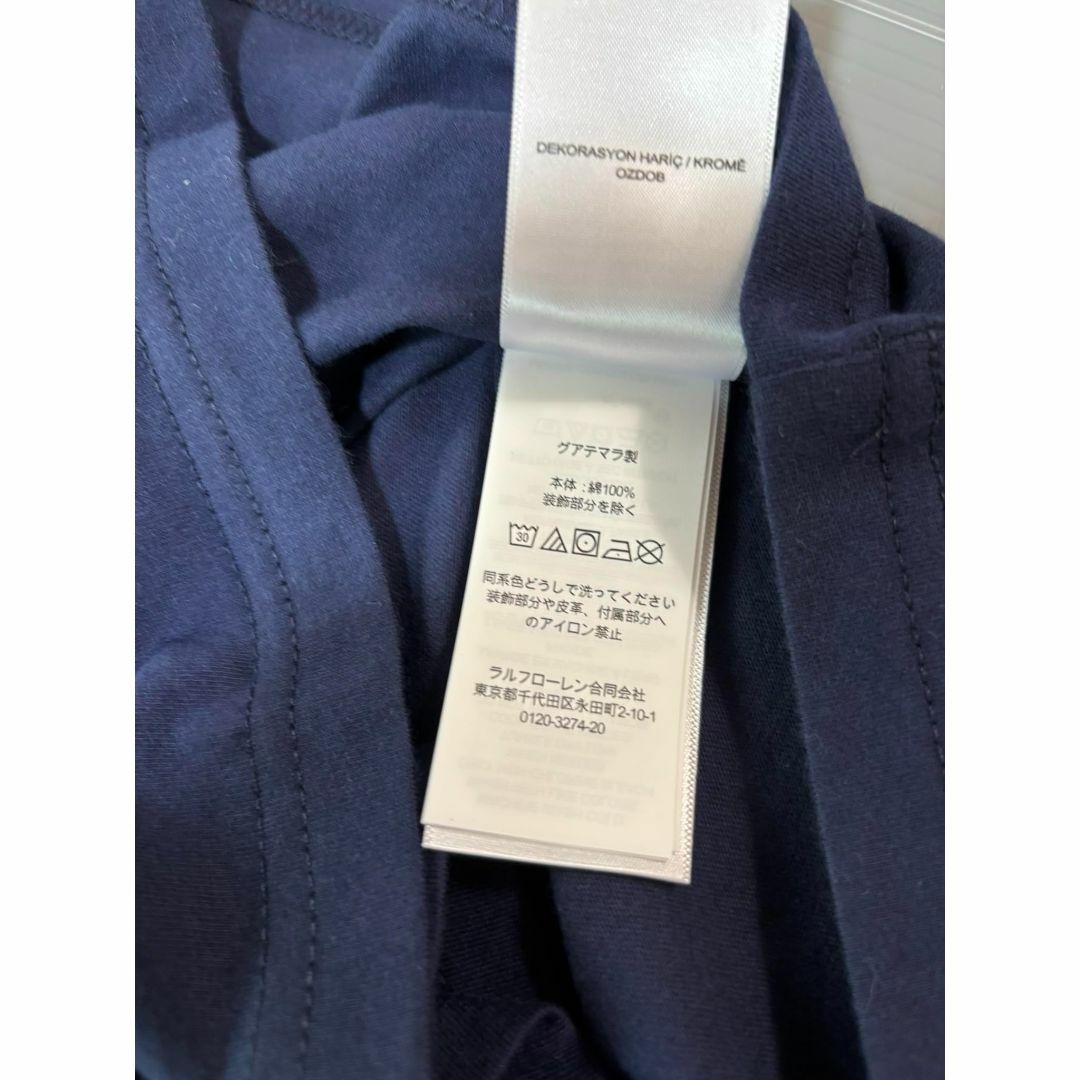 DEKORASYON HARİÇ / KROMĚ
OZDOB
グアテマラ製
本体 : 綿100%
装飾部分を除く
30
同系色どうしで洗ってください
装飾部分や皮革、付属部分へ
のアイロン禁止
ラルフローレン合同会社
東京都千代田区永田町2-10-1
0120-3274-20